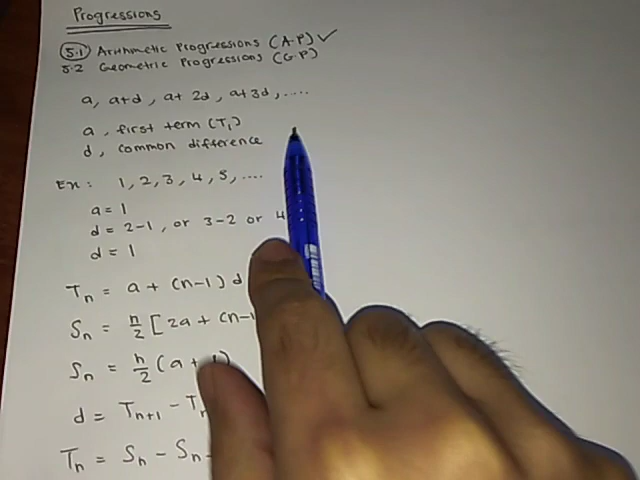 Progressions
5.1 Arithmetic Progressions (A.P) ✓
5.2 Geometric Progressions (G.P)
a, a+d, a+2d, a+3d, ....
a, first term (T₁)
d, common difference
Ex: 1, 2, 3, 4, 5, ....
a = 1
d = 2-1, or 3-2 or 4
d = 1
Tn = a + (n-1) d
Sn = n/2 [2a + (n-1
Sn = n/2 (a +
d = Tn+1 - Tn
Tn = Sn - Sn-